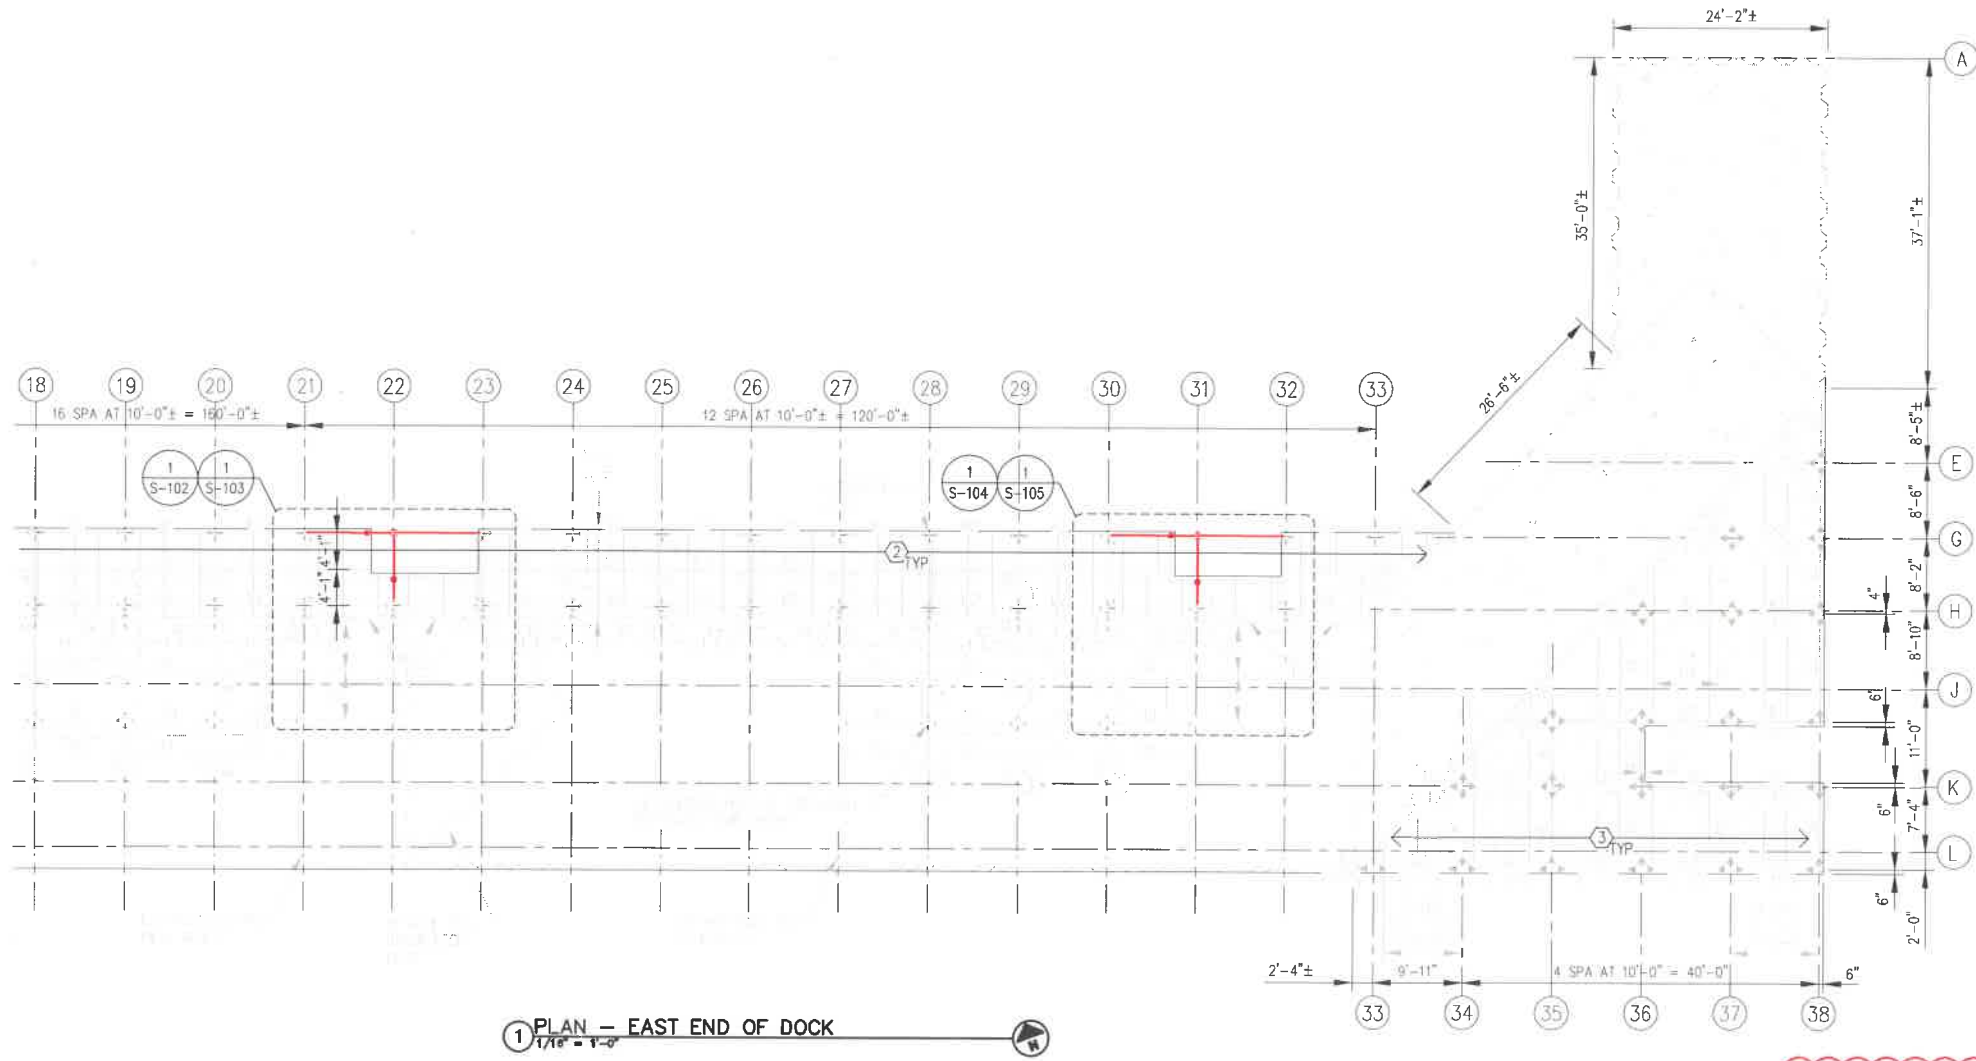 24'-2"±
A
35'-0"±
37'-1"±
26'-6"±
18 19 20 21 22 23 24 25 26 27 28 29 30 31 32 33
16 SPA AT 10'-0"± = 160'-0"±
12 SPA AT 10'-0"± = 120'-0"±
8'-5"±
E
1 1
S-102 S-103
1 1
S-104 S-105
8'-6"
G
4'-1"
2
TYP
4'-1"
8'-2"
4"
H
8'-10"
J
6"
11'-0"
K
6"
7'-4"
3
TYP
L
6"
2'-0"
2'-4"±
9'-11"
4 SPA AT 10'-0" = 40'-0"
6"
33 34 35 36 37 38
1 PLAN - EAST END OF DOCK
1/16" = 1'-0"
N